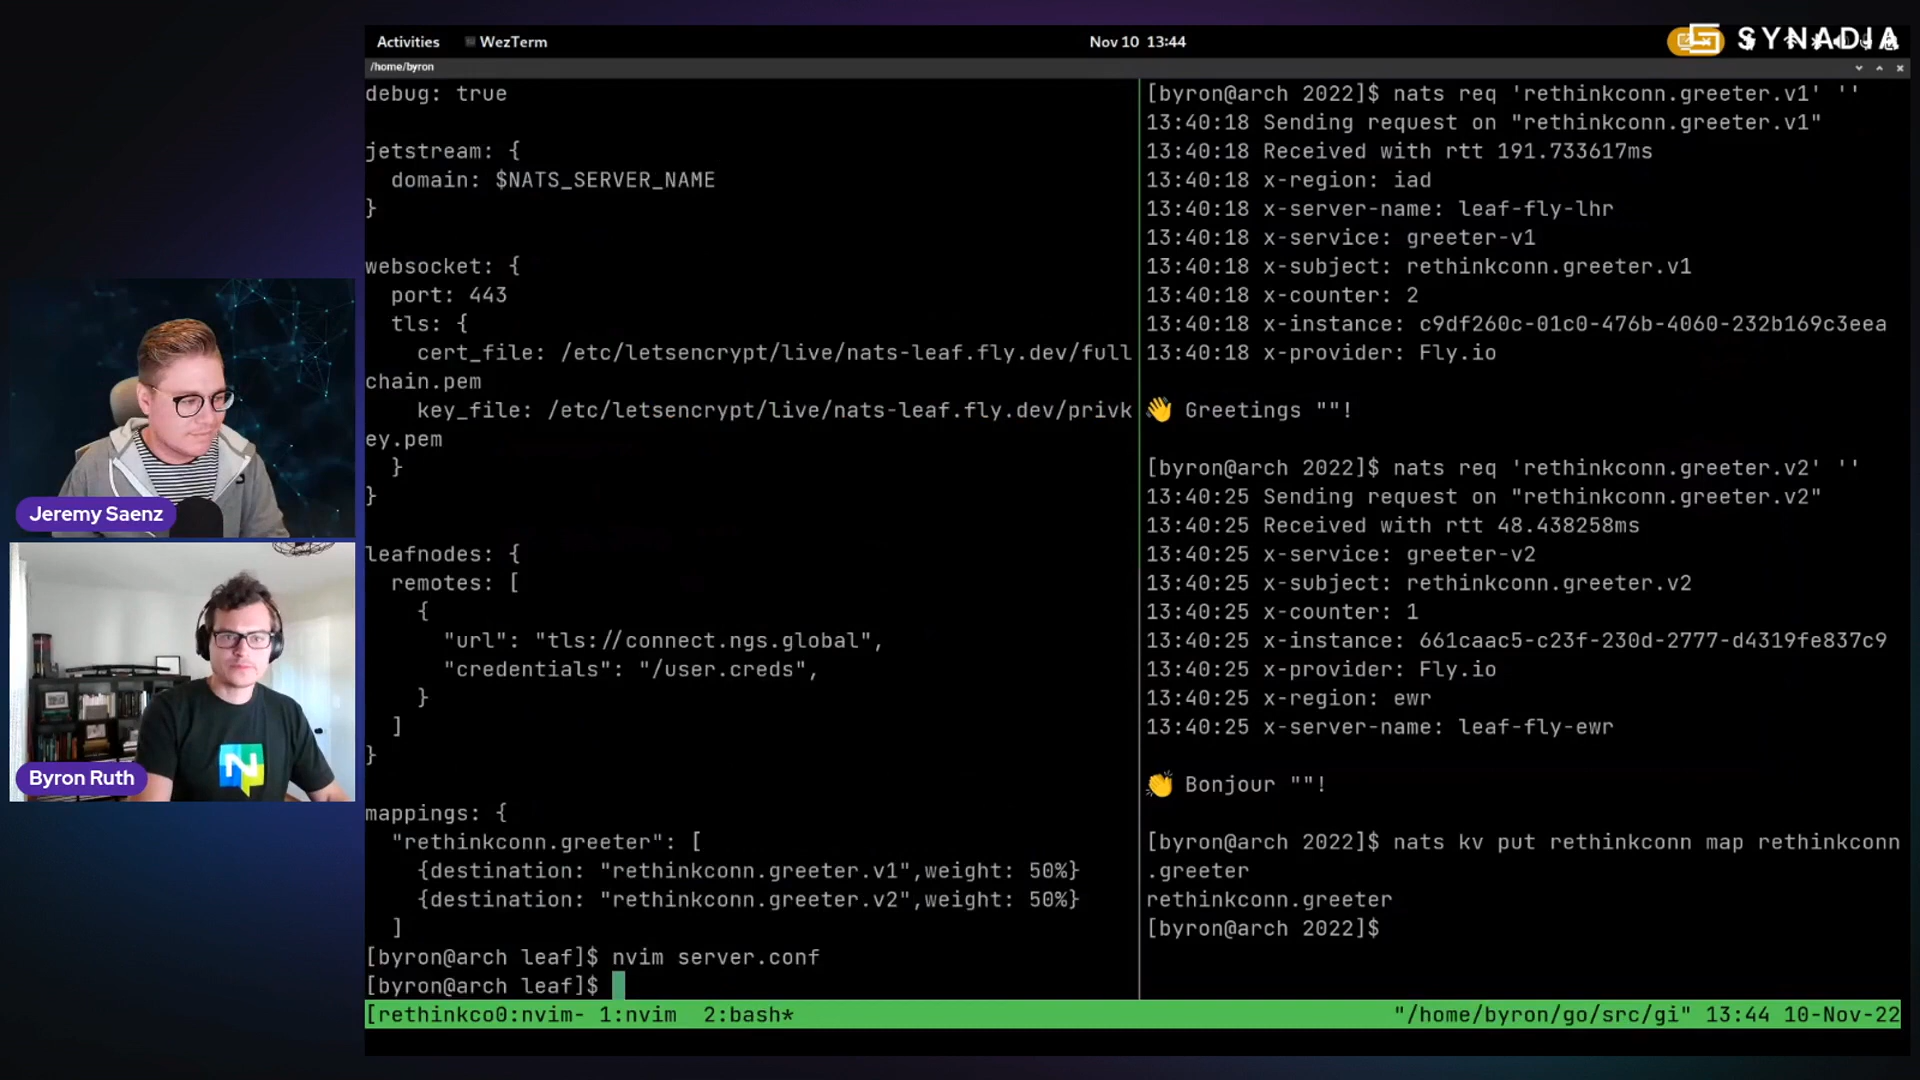 Activities
WezTerm
Nov 10 13:44
SYNADIA
/home/byron
debug: true
jetstream: {
domain: $NATS_SERVER_NAME
}
websocket: {
port: 443
tls: {
cert_file: /etc/letsencrypt/live/nats-leaf.fly.dev/full
chain.pem
key_file: /etc/letsencrypt/live/nats-leaf.fly.dev/privk
ey.pem
}
}
leafnodes: {
remotes: [
{
"url": "tls://connect.ngs.global",
"credentials": "/user.creds",
}
]
}
mappings: {
"rethinkconn.greeter": [
{destination: "rethinkconn.greeter.v1",weight: 50%}
{destination: "rethinkconn.greeter.v2",weight: 50%}
]
[byron@arch leaf]$ nvim server.conf
[byron@arch leaf]$
[byron@arch 2022]$ nats req 'rethinkconn.greeter.v1' ''
13:40:18 Sending request on "rethinkconn.greeter.v1"
13:40:18 Received with rtt 191.733617ms
13:40:18 x-region: iad
13:40:18 x-server-name: leaf-fly-lhr
13:40:18 x-service: greeter-v1
13:40:18 x-subject: rethinkconn.greeter.v1
13:40:18 x-counter: 2
13:40:18 x-instance: c9df260c-01c0-476b-4060-232b169c3eea
13:40:18 x-provider: Fly.io
👋 Greetings ""!
[byron@arch 2022]$ nats req 'rethinkconn.greeter.v2' ''
13:40:25 Sending request on "rethinkconn.greeter.v2"
13:40:25 Received with rtt 48.438258ms
13:40:25 x-service: greeter-v2
13:40:25 x-subject: rethinkconn.greeter.v2
13:40:25 x-counter: 1
13:40:25 x-instance: 661caac5-c23f-230d-2777-d4319fe837c9
13:40:25 x-provider: Fly.io
13:40:25 x-region: ewr
13:40:25 x-server-name: leaf-fly-ewr
👏 Bonjour ""!
[byron@arch 2022]$ nats kv put rethinkconn map rethinkconn
.greeter
rethinkconn.greeter
[byron@arch 2022]$
[rethinkco0:nvim- 1:nvim 2:bash*
"/home/byron/go/src/gi" 13:44 10-Nov-22
Jeremy Saenz
N
Byron Ruth